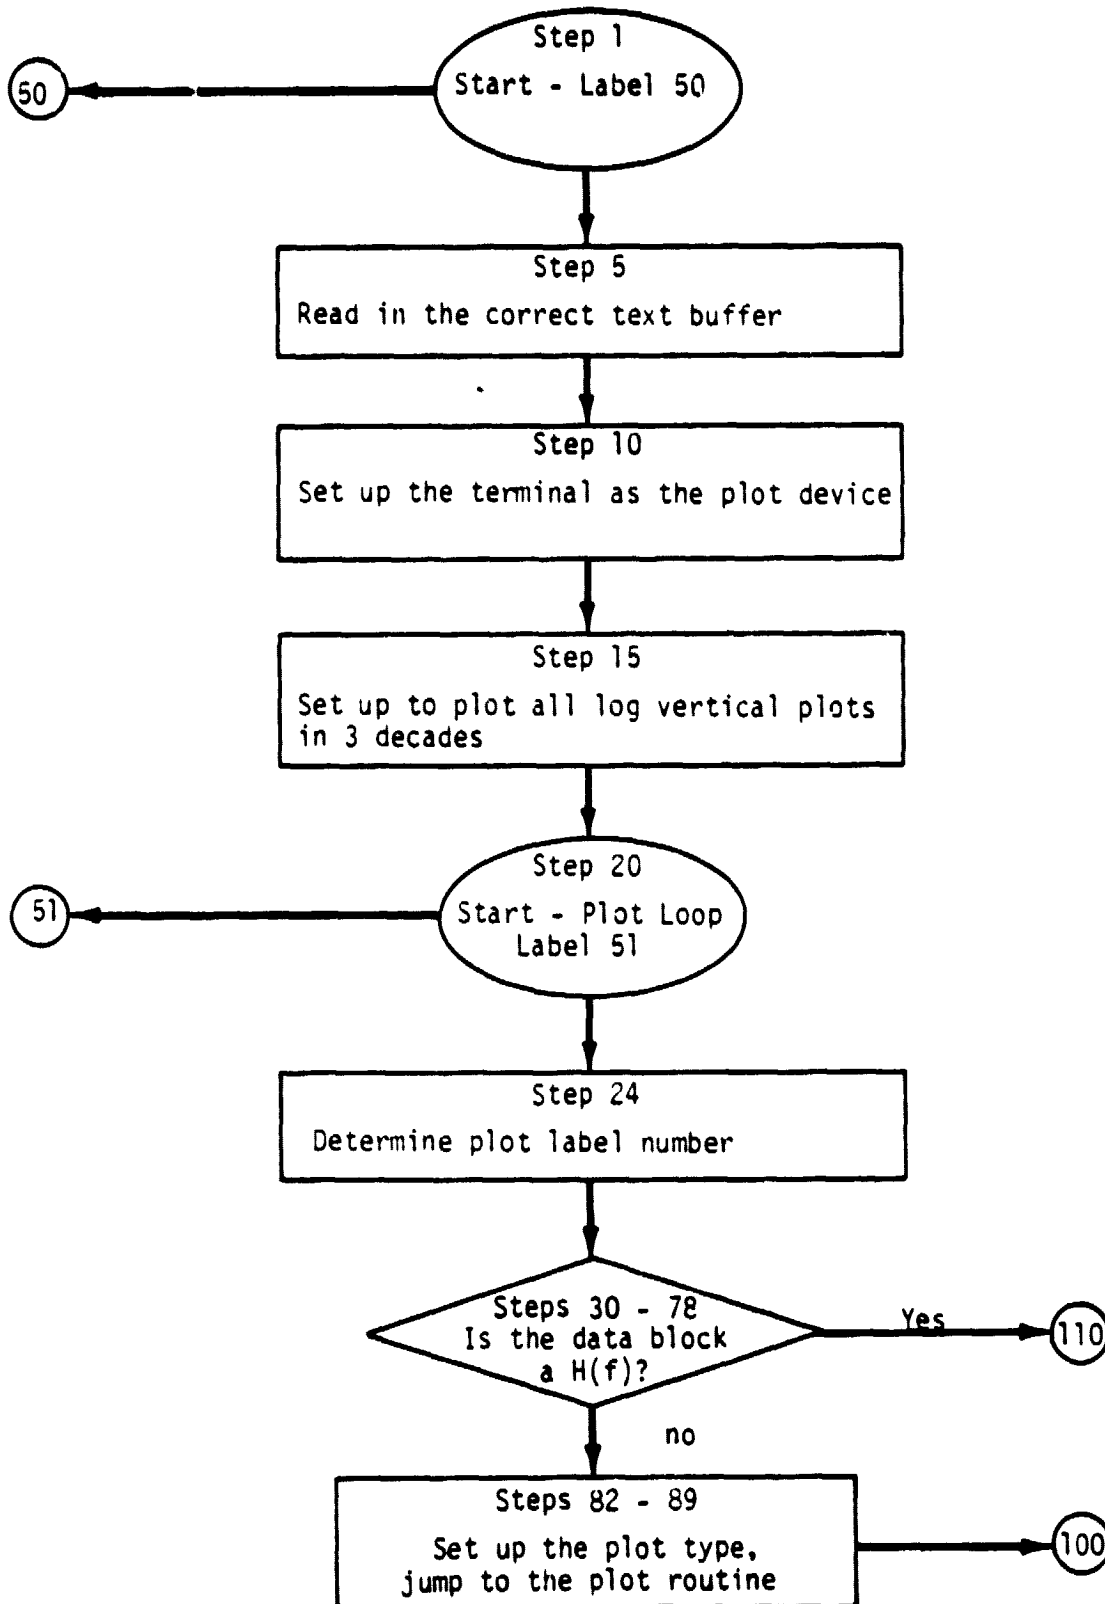 Step 1
50
Start - Label 50
Step 5
Read in the correct text buffer
Step 10
Set up the terminal as the plot device
Step 15
Set up to plot all log vertical plots
in 3 decades
Step 20
51
Start - Plot Loop
Label 51
Step 24
Determine plot label number
Steps 30 - 78
Is the data block
a H(f)?
Yes
110
no
Steps 82 - 89
Set up the plot type,
jump to the plot routine
100